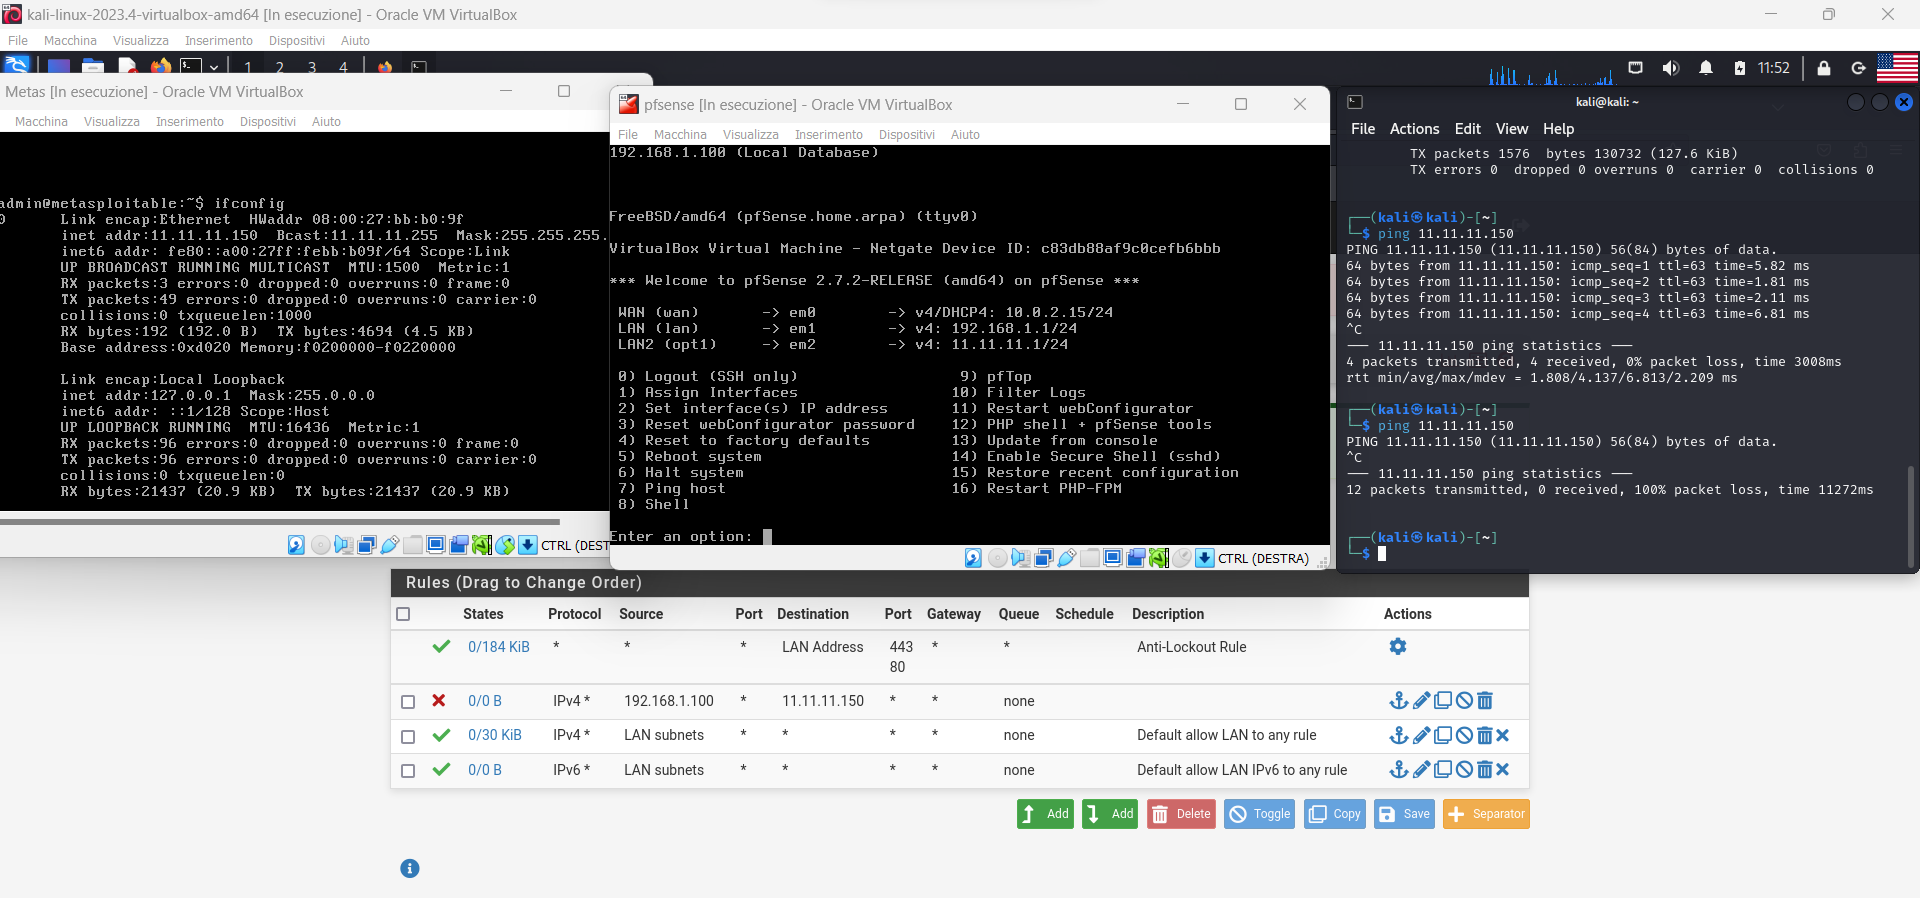 kali-linux-2023.4-virtualbox-amd64 [In esecuzione] - Oracle VM VirtualBox
File Macchina Visualizza Inserimento Dispositivi Aiuto
1 2 3 4
11:52
Metas [In esecuzione] - Oracle VM VirtualBox
Macchina Visualizza Inserimento Dispositivi Aiuto
admin@metasploitable:~$ ifconfig
0 Link encap:Ethernet HWaddr 08:00:27:bb:b0:9f
inet addr:11.11.11.150 Bcast:11.11.11.255 Mask:255.255.255.
inet6 addr: fe80::a00:27ff:febb:b09f/64 Scope:Link
UP BROADCAST RUNNING MULTICAST MTU:1500 Metric:1
RX packets:3 errors:0 dropped:0 overruns:0 frame:0
TX packets:49 errors:0 dropped:0 overruns:0 carrier:0
collisions:0 txqueuelen:1000
RX bytes:192 (192.0 B) TX bytes:4694 (4.5 KB)
Base address:0xd020 Memory:f0200000-f0220000
Link encap:Local Loopback
inet addr:127.0.0.1 Mask:255.0.0.0
inet6 addr: ::1/128 Scope:Host
UP LOOPBACK RUNNING MTU:16436 Metric:1
RX packets:96 errors:0 dropped:0 overruns:0 frame:0
TX packets:96 errors:0 dropped:0 overruns:0 carrier:0
collisions:0 txqueuelen:0
RX bytes:21437 (20.9 KB) TX bytes:21437 (20.9 KB)
CTRL (DEST
pfsense [In esecuzione] - Oracle VM VirtualBox
File Macchina Visualizza Inserimento Dispositivi Aiuto
192.168.1.100 (Local Database)
FreeBSD/amd64 (pfSense.home.arpa) (ttyv0)
VirtualBox Virtual Machine - Netgate Device ID: c83db88af9c0cefb6bbb
*** Welcome to pfSense 2.7.2-RELEASE (amd64) on pfSense ***
WAN (wan) -> em0 -> v4/DHCP4: 10.0.2.15/24
LAN (lan) -> em1 -> v4: 192.168.1.1/24
LAN2 (opt1) -> em2 -> v4: 11.11.11.1/24
0) Logout (SSH only) 9) pfTop
1) Assign Interfaces 10) Filter Logs
2) Set interface(s) IP address 11) Restart webConfigurator
3) Reset webConfigurator password 12) PHP shell + pfSense tools
4) Reset to factory defaults 13) Update from console
5) Reboot system 14) Enable Secure Shell (sshd)
6) Halt system 15) Restore recent configuration
7) Ping host 16) Restart PHP-FPM
8) Shell
Enter an option:
CTRL (DESTRA)
kali@kali: ~
File Actions Edit View Help
TX packets 1576 bytes 130732 (127.6 KiB)
TX errors 0 dropped 0 overruns 0 carrier 0 collisions 0
┌──(kali㉿kali)-[~]
└─$ ping 11.11.11.150
PING 11.11.11.150 (11.11.11.150) 56(84) bytes of data.
64 bytes from 11.11.11.150: icmp_seq=1 ttl=63 time=5.82 ms
64 bytes from 11.11.11.150: icmp_seq=2 ttl=63 time=1.81 ms
64 bytes from 11.11.11.150: icmp_seq=3 ttl=63 time=2.11 ms
64 bytes from 11.11.11.150: icmp_seq=4 ttl=63 time=6.81 ms
^C
--- 11.11.11.150 ping statistics ---
4 packets transmitted, 4 received, 0% packet loss, time 3008ms
rtt min/avg/max/mdev = 1.808/4.137/6.813/2.209 ms
┌──(kali㉿kali)-[~]
└─$ ping 11.11.11.150
PING 11.11.11.150 (11.11.11.150) 56(84) bytes of data.
^C
--- 11.11.11.150 ping statistics ---
12 packets transmitted, 0 received, 100% packet loss, time 11272ms
┌──(kali㉿kali)-[~]
└─$
Rules (Drag to Change Order)
States Protocol Source Port Destination Port Gateway Queue Schedule Description Actions
0/184 KiB * * * LAN Address 443 * * Anti-Lockout Rule
80
0/0 B IPv4 * 192.168.1.100 * 11.11.11.150 * * none
0/30 KiB IPv4 * LAN subnets * * * * none Default allow LAN to any rule
0/0 B IPv6 * LAN subnets * * * * none Default allow LAN IPv6 to any rule
Add Add Delete Toggle Copy Save Separator